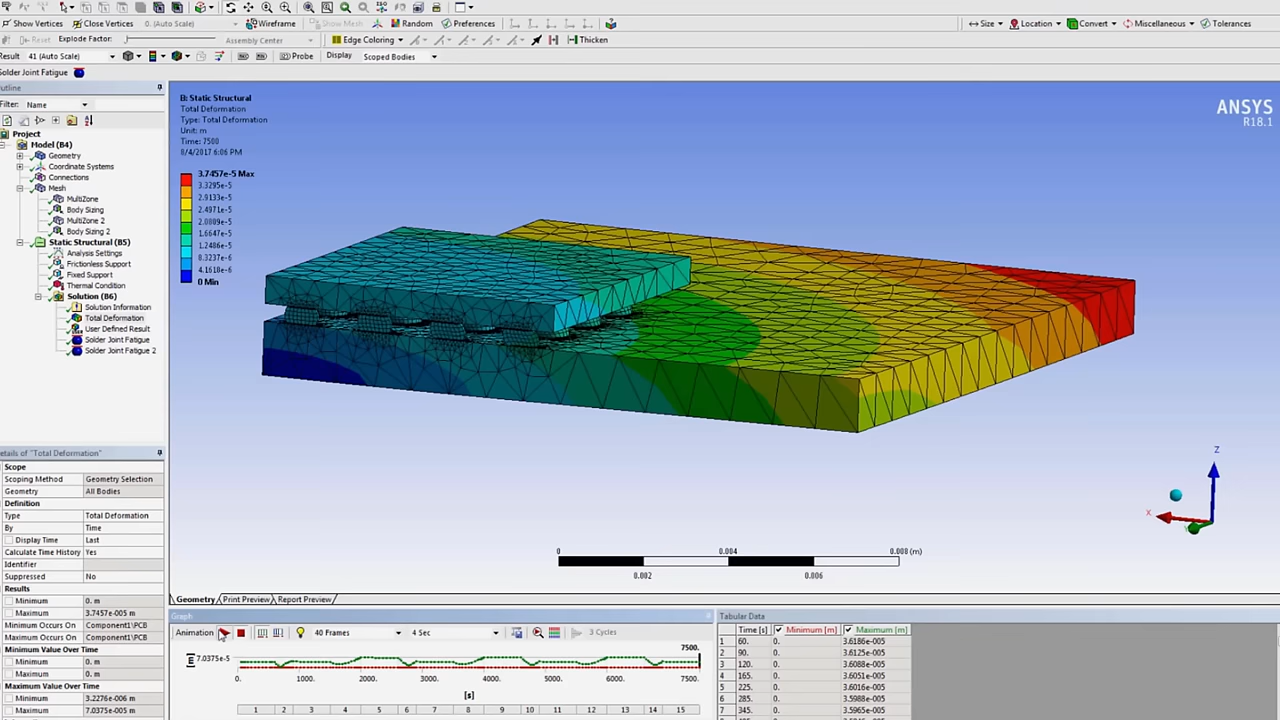 Show Vertices Close Vertices 0. (Auto Scale) Wireframe Show Mesh Random Preferences Size Location Convert Miscellaneous Tolerances
Reset Explode Factor: Assembly Center Edge Coloring Thicken
Result 41 (Auto Scale) Probe Display Scoped Bodies
Solder Joint Fatigue
utline
Filter: Name
Project
Model (B4)
Geometry
Coordinate Systems
Connections
Mesh
MultiZone
Body Sizing
MultiZone 2
Body Sizing 2
Static Structural (B5)
Analysis Settings
Frictionless Support
Fixed Support
Thermal Condition
Solution (B6)
Solution Information
Total Deformation
User Defined Result
Solder Joint Fatigue
Solder Joint Fatigue 2
B: Static Structural
Total Deformation
Type: Total Deformation
Unit: m
Time: 7500
8/4/2017 6:06 PM
3.7457e-5 Max
3.3295e-5
2.9133e-5
2.4971e-5
2.0809e-5
1.6647e-5
1.2486e-5
8.3237e-6
4.1618e-6
0 Min
ANSYS
R18.1
Z
X
0 0.004 0.008 (m)
0.002 0.006
etails of "Total Deformation"
Scope
Scoping Method Geometry Selection
Geometry All Bodies
Definition
Type Total Deformation
By Time
Display Time Last
Calculate Time History Yes
Identifier
Suppressed No
Results
Minimum 0. m
Maximum 3.7457e-005 m
Minimum Occurs On Component1\PCB
Maximum Occurs On Component1\PCB
Minimum Value Over Time
Minimum 0. m
Maximum 0. m
Maximum Value Over Time
Minimum 3.2276e-006 m
Maximum 7.0375e-005 m
Geometry Print Preview Report Preview
Graph
Animation 40 Frames 4 Sec 3 Cycles
7500.
[m] 7.0375e-5
0. 1000. 2000. 3000. 4000. 5000. 6000. 7500.
[s]
1 2 3 4 5 6 7 8 9 10 11 12 13 14 15
Tabular Data
Time [s] Minimum [m] Maximum [m]
1 60. 0. 3.6186e-005
2 90. 0. 3.6125e-005
3 120. 0. 3.6088e-005
4 165. 0. 3.6051e-005
5 225. 0. 3.6016e-005
6 285. 0. 3.5988e-005
7 345. 0. 3.5965e-005